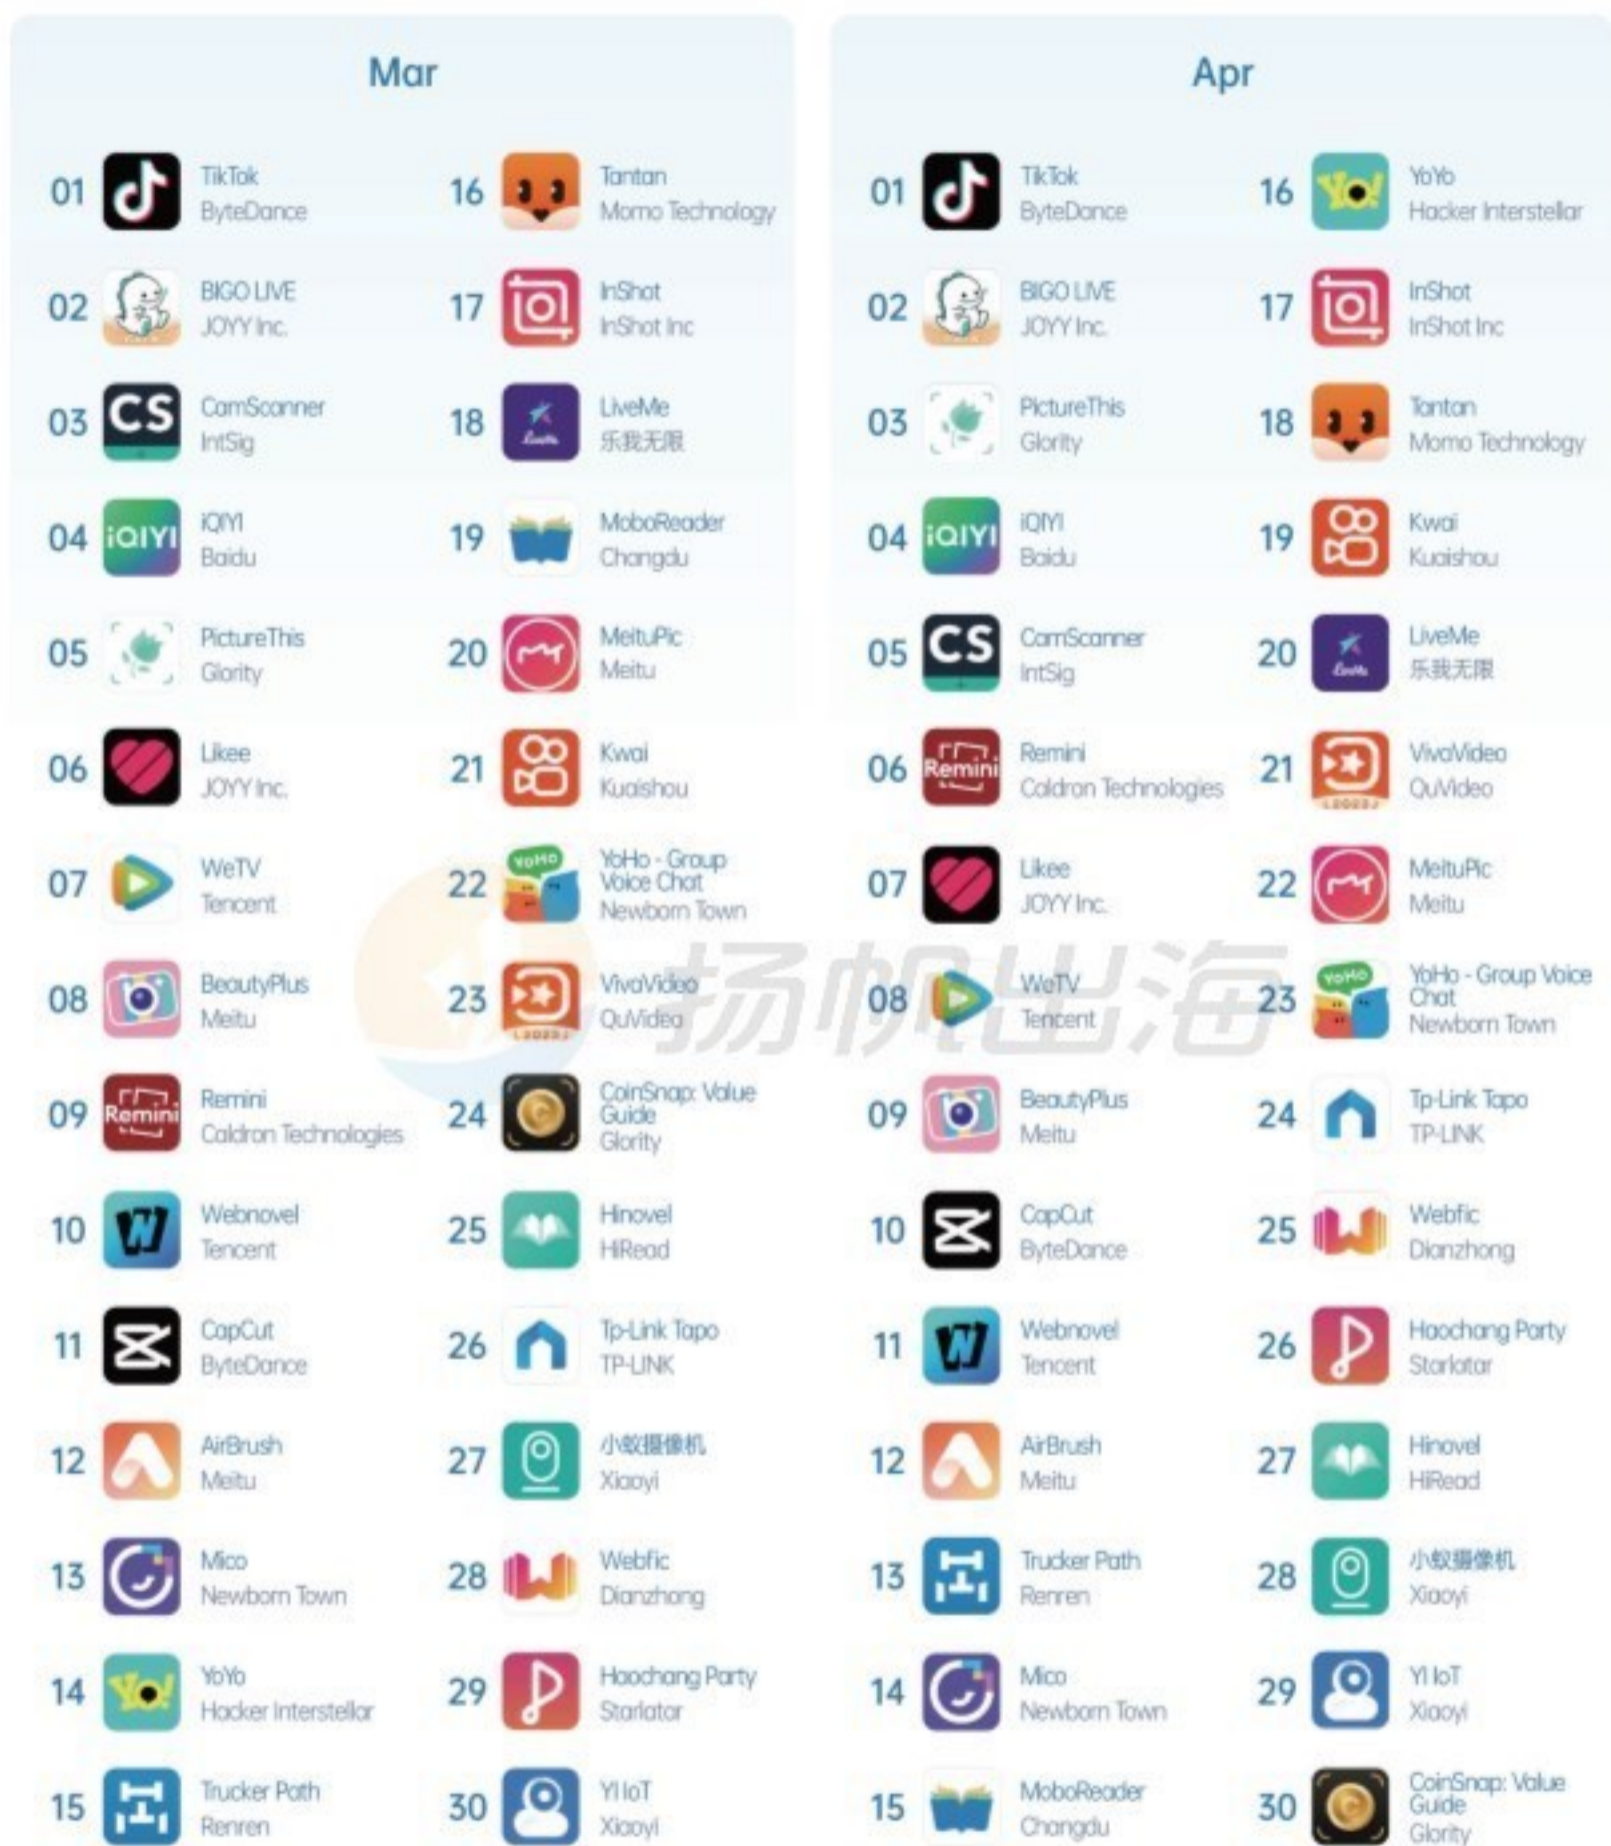 Mar
01
TikTok
ByteDance
02
BIGO LIVE
JOYY Inc.
03
CS
CamScanner
IntSig
04
iQIYI
iQIYI
Baidu
05
PictureThis
Glority
06
Likee
JOYY Inc.
07
WeTV
Tencent
08
BeautyPlus
Meitu
09
Remini
Remini
Caldron Technologies
10
Webnovel
Tencent
11
CapCut
ByteDance
12
AirBrush
Meitu
13
Mico
Newborn Town
14
Yo!
YoYo
Hacker Interstellar
15
Trucker Path
Renren
16
Tantan
Momo Technology
17
InShot
InShot Inc
18
LiveMe
LiveMe
乐我无限
19
MoboReader
Changdu
20
MeituPic
Meitu
21
Kwai
Kuaishou
22
YoHo
YoHo - Group
Voice Chat
Newborn Town
23
VivaVideo
QuVideo
24
CoinSnap: Value
Guide
Glority
25
Hinovel
HiRead
26
Tp-Link Tapo
TP-LINK
27
小蚁摄像机
Xiaoyi
28
Webfic
Dianzhong
29
Haochang Party
Starlatar
30
YI IoT
Xiaoyi
Apr
01
TikTok
ByteDance
02
BIGO LIVE
JOYY Inc.
03
PictureThis
Glority
04
iQIYI
iQIYI
Baidu
05
CS
CamScanner
IntSig
06
Remini
Remini
Caldron Technologies
07
Likee
JOYY Inc.
08
WeTV
Tencent
09
BeautyPlus
Meitu
10
CapCut
ByteDance
11
Webnovel
Tencent
12
AirBrush
Meitu
13
Trucker Path
Renren
14
Mico
Newborn Town
15
MoboReader
Changdu
16
Yo!
YoYo
Hacker Interstellar
17
InShot
InShot Inc
18
Tantan
Momo Technology
19
Kwai
Kuaishou
20
LiveMe
LiveMe
乐我无限
21
VivaVideo
QuVideo
22
MeituPic
Meitu
23
YoHo
YoHo - Group Voice
Chat
Newborn Town
24
Tp-Link Tapo
TP-LINK
25
Webfic
Dianzhong
26
Haochang Party
Starlatar
27
Hinovel
HiRead
28
小蚁摄像机
Xiaoyi
29
YI IoT
Xiaoyi
30
CoinSnap: Value
Guide
Glority
扬帆出海